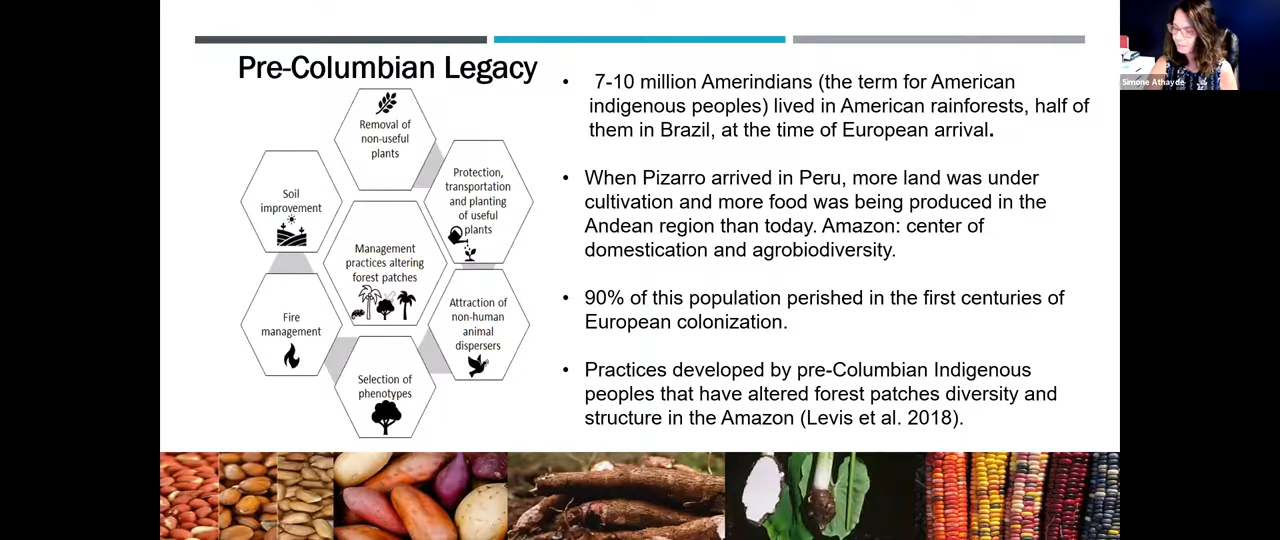 Pre-Columbian Legacy
Removal of
non-useful
plants
Protection,
transportation
and planting
of useful
plants
Soil
improvement
Management
practices altering
forest patches
Attraction of
non-human
animal
dispersers
Fire
management
Selection of
phenotypes
• 7-10 million Amerindians (the term for American
indigenous peoples) lived in American rainforests, half of
them in Brazil, at the time of European arrival.
• When Pizarro arrived in Peru, more land was under
cultivation and more food was being produced in the
Andean region than today. Amazon: center of
domestication and agrobiodiversity.
• 90% of this population perished in the first centuries of
European colonization.
• Practices developed by pre-Columbian Indigenous
peoples that have altered forest patches diversity and
structure in the Amazon (Levis et al. 2018).
Simone Athayde